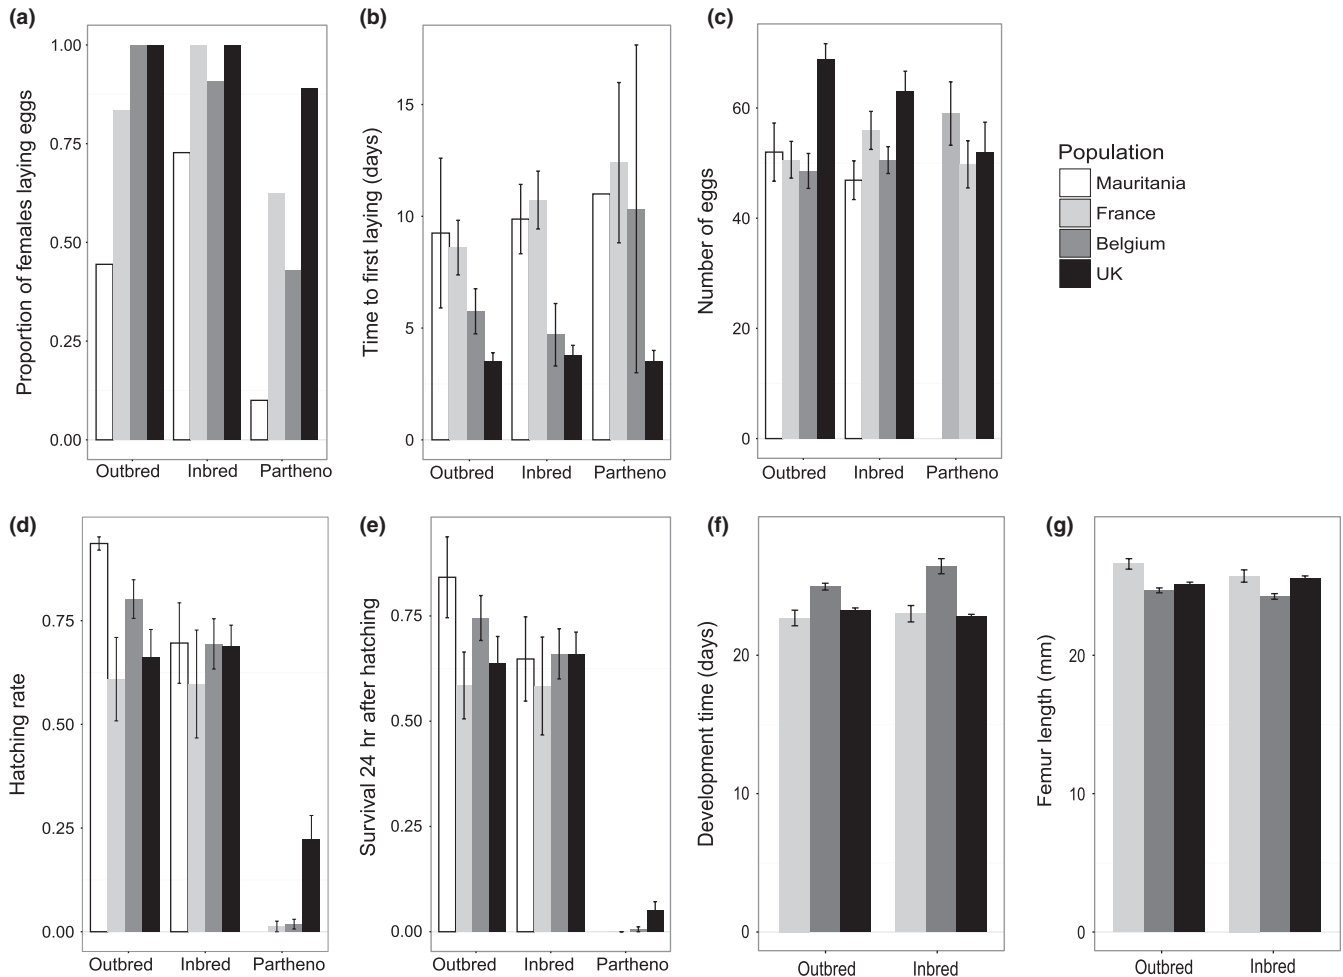 (a)
Proportion of females laying eggs
1.00
0.75
0.50
0.25
0.00
Outbred Inbred Partheno
(b)
Time to first laying (days)
15
10
5
0
Outbred Inbred Partheno
(c)
Number of eggs
60
40
20
0
Outbred Inbred Partheno
Population
Mauritania
France
Belgium
UK
(d)
Hatching rate
0.75
0.50
0.25
0.00
Outbred Inbred Partheno
(e)
Survival 24 hr after hatching
0.75
0.50
0.25
0.00
Outbred Inbred Partheno
(f)
Development time (days)
20
10
0
Outbred Inbred
(g)
Femur length (mm)
20
10
0
Outbred Inbred